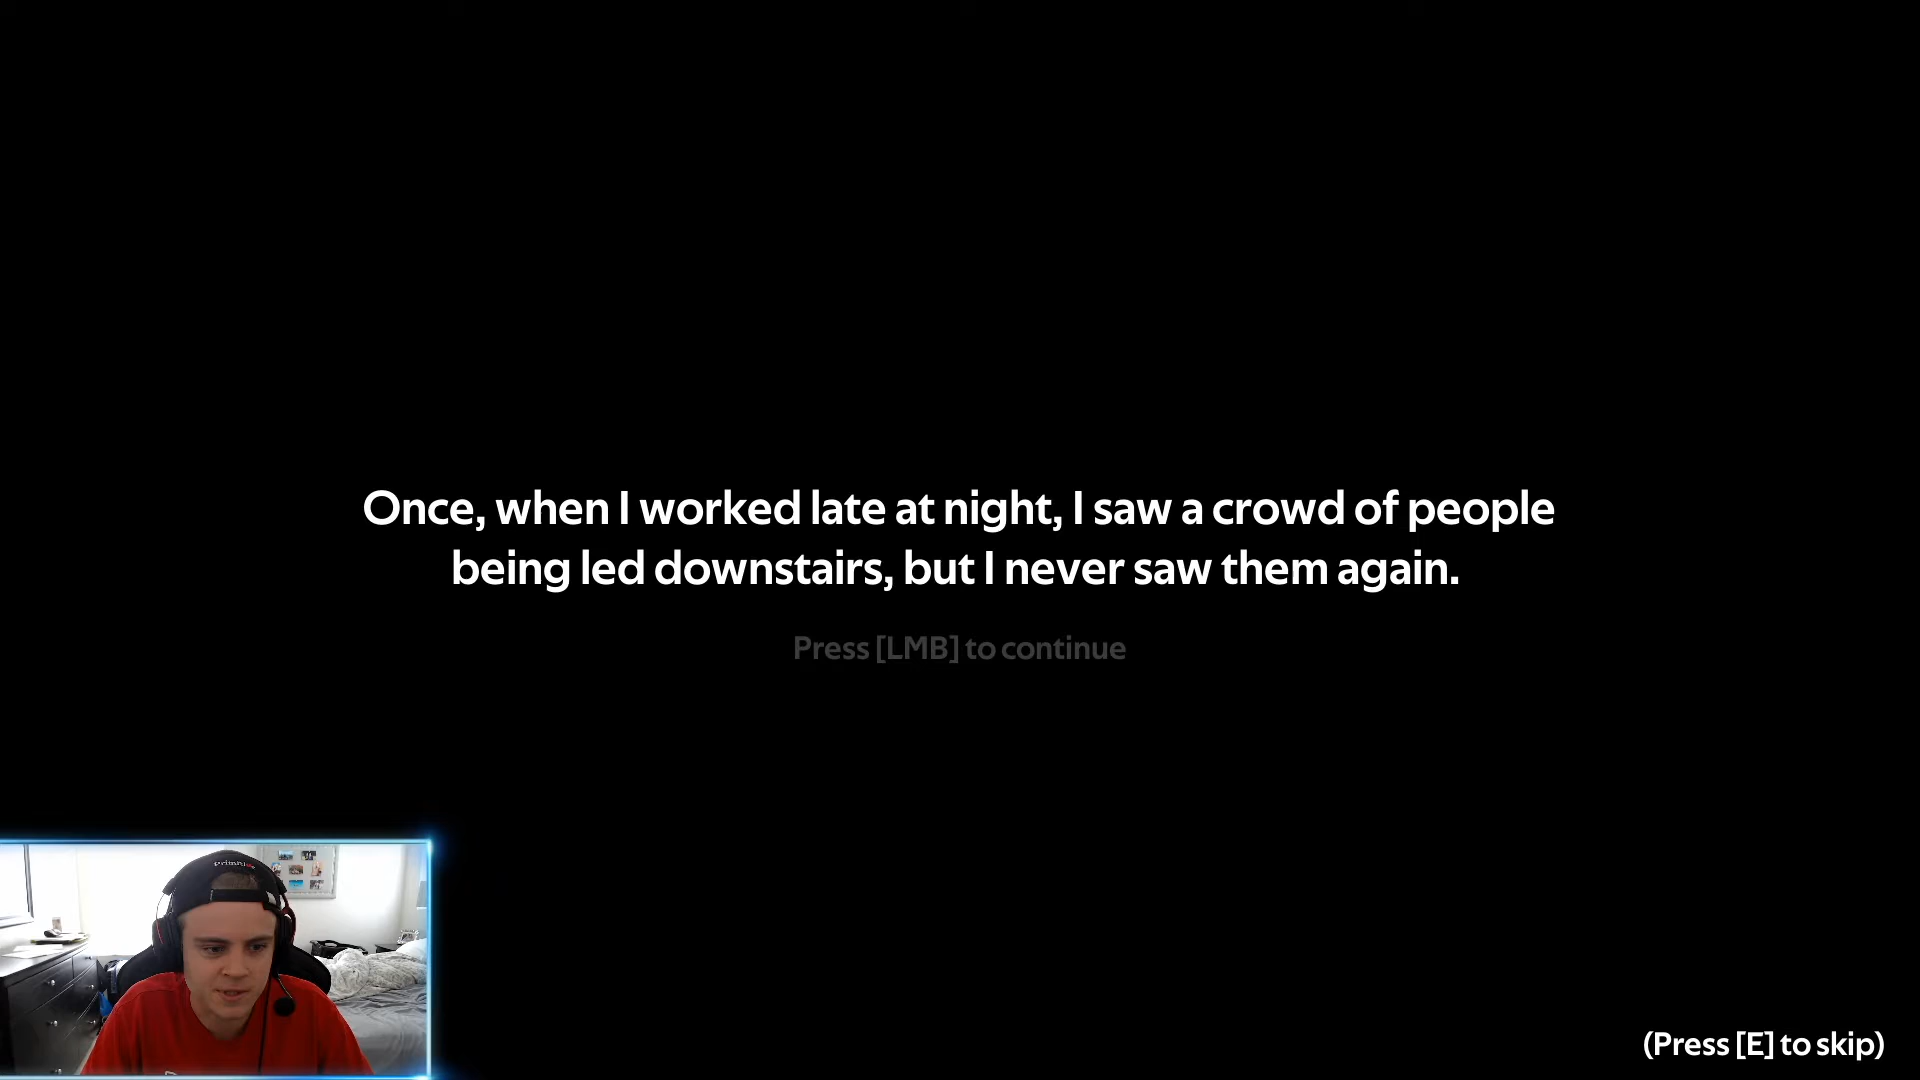 Once, when I worked late at night, I saw a crowd of people
being led downstairs, but I never saw them again.
Press [LMB] to continue
(Press [E] to skip)